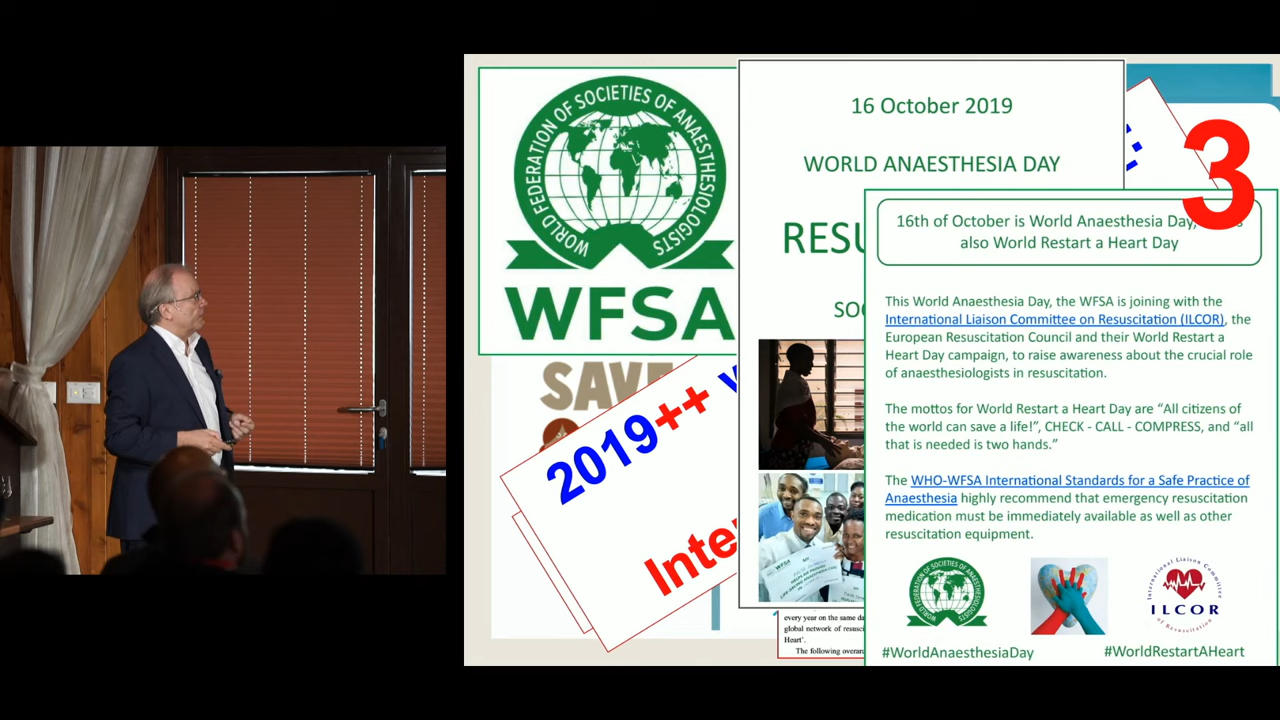 WORLD FEDERATION OF SOCIETIES OF ANAESTHESIOLOGISTS
WFSA
SAVE
2019++
Inte
16 October 2019
WORLD ANAESTHESIA DAY
RESU
SOC
3
16th of October is World Anaesthesia Day,
also World Restart a Heart Day
This World Anaesthesia Day, the WFSA is joining with the
International Liaison Committee on Resuscitation (ILCOR), the
European Resuscitation Council and their World Restart a
Heart Day campaign, to raise awareness about the crucial role
of anaesthesiologists in resuscitation.
The mottos for World Restart a Heart Day are “All citizens of
the world can save a life!”, CHECK - CALL - COMPRESS, and “all
that is needed is two hands.”
The WHO-WFSA International Standards for a Safe Practice of
Anaesthesia highly recommend that emergency resuscitation
medication must be immediately available as well as other
resuscitation equipment.
International Liaison Committee
ILCOR
of Resuscitation
#WorldAnaesthesiaDay
#WorldRestartAHeart
every year on the same da
global network of resusci
Heart’.
The following overar